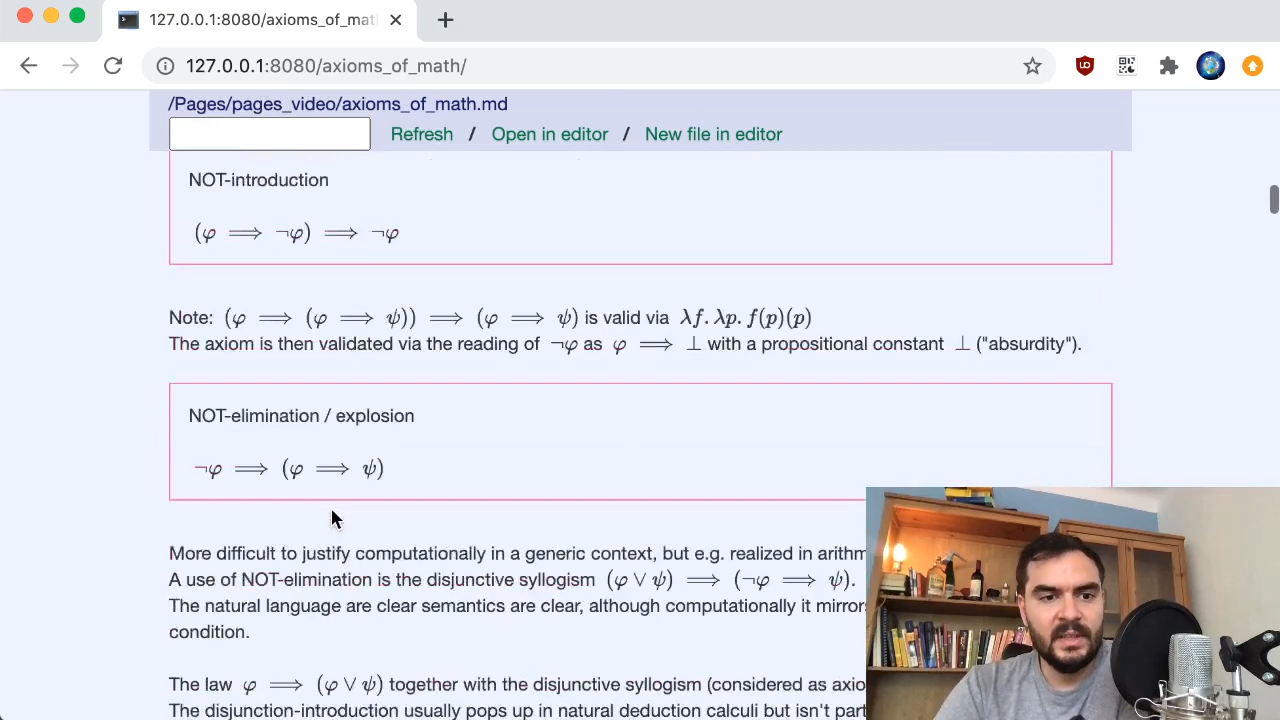 127.0.0.1:8080/axioms_of_mat
127.0.0.1:8080/axioms_of_math/
/Pages/pages_video/axioms_of_math.md
Refresh / Open in editor / New file in editor
NOT-introduction
(φ ⟹ ¬φ) ⟹ ¬φ
Note: (φ ⟹ (φ ⟹ ψ)) ⟹ (φ ⟹ ψ) is valid via λf. λp. f(p)(p)
The axiom is then validated via the reading of ¬φ as φ ⟹ ⊥ with a propositional constant ⊥ ("absurdity").
NOT-elimination / explosion
¬φ ⟹ (φ ⟹ ψ)
More difficult to justify computationally in a generic context, but e.g. realized in arithm
A use of NOT-elimination is the disjunctive syllogism (φ ∨ ψ) ⟹ (¬φ ⟹ ψ).
The natural language are clear semantics are clear, although computationally it mirrors
condition.
The law φ ⟹ (φ ∨ ψ) together with the disjunctive syllogism (considered as axio
The disjunction-introduction usually pops up in natural deduction calculi but isn't part